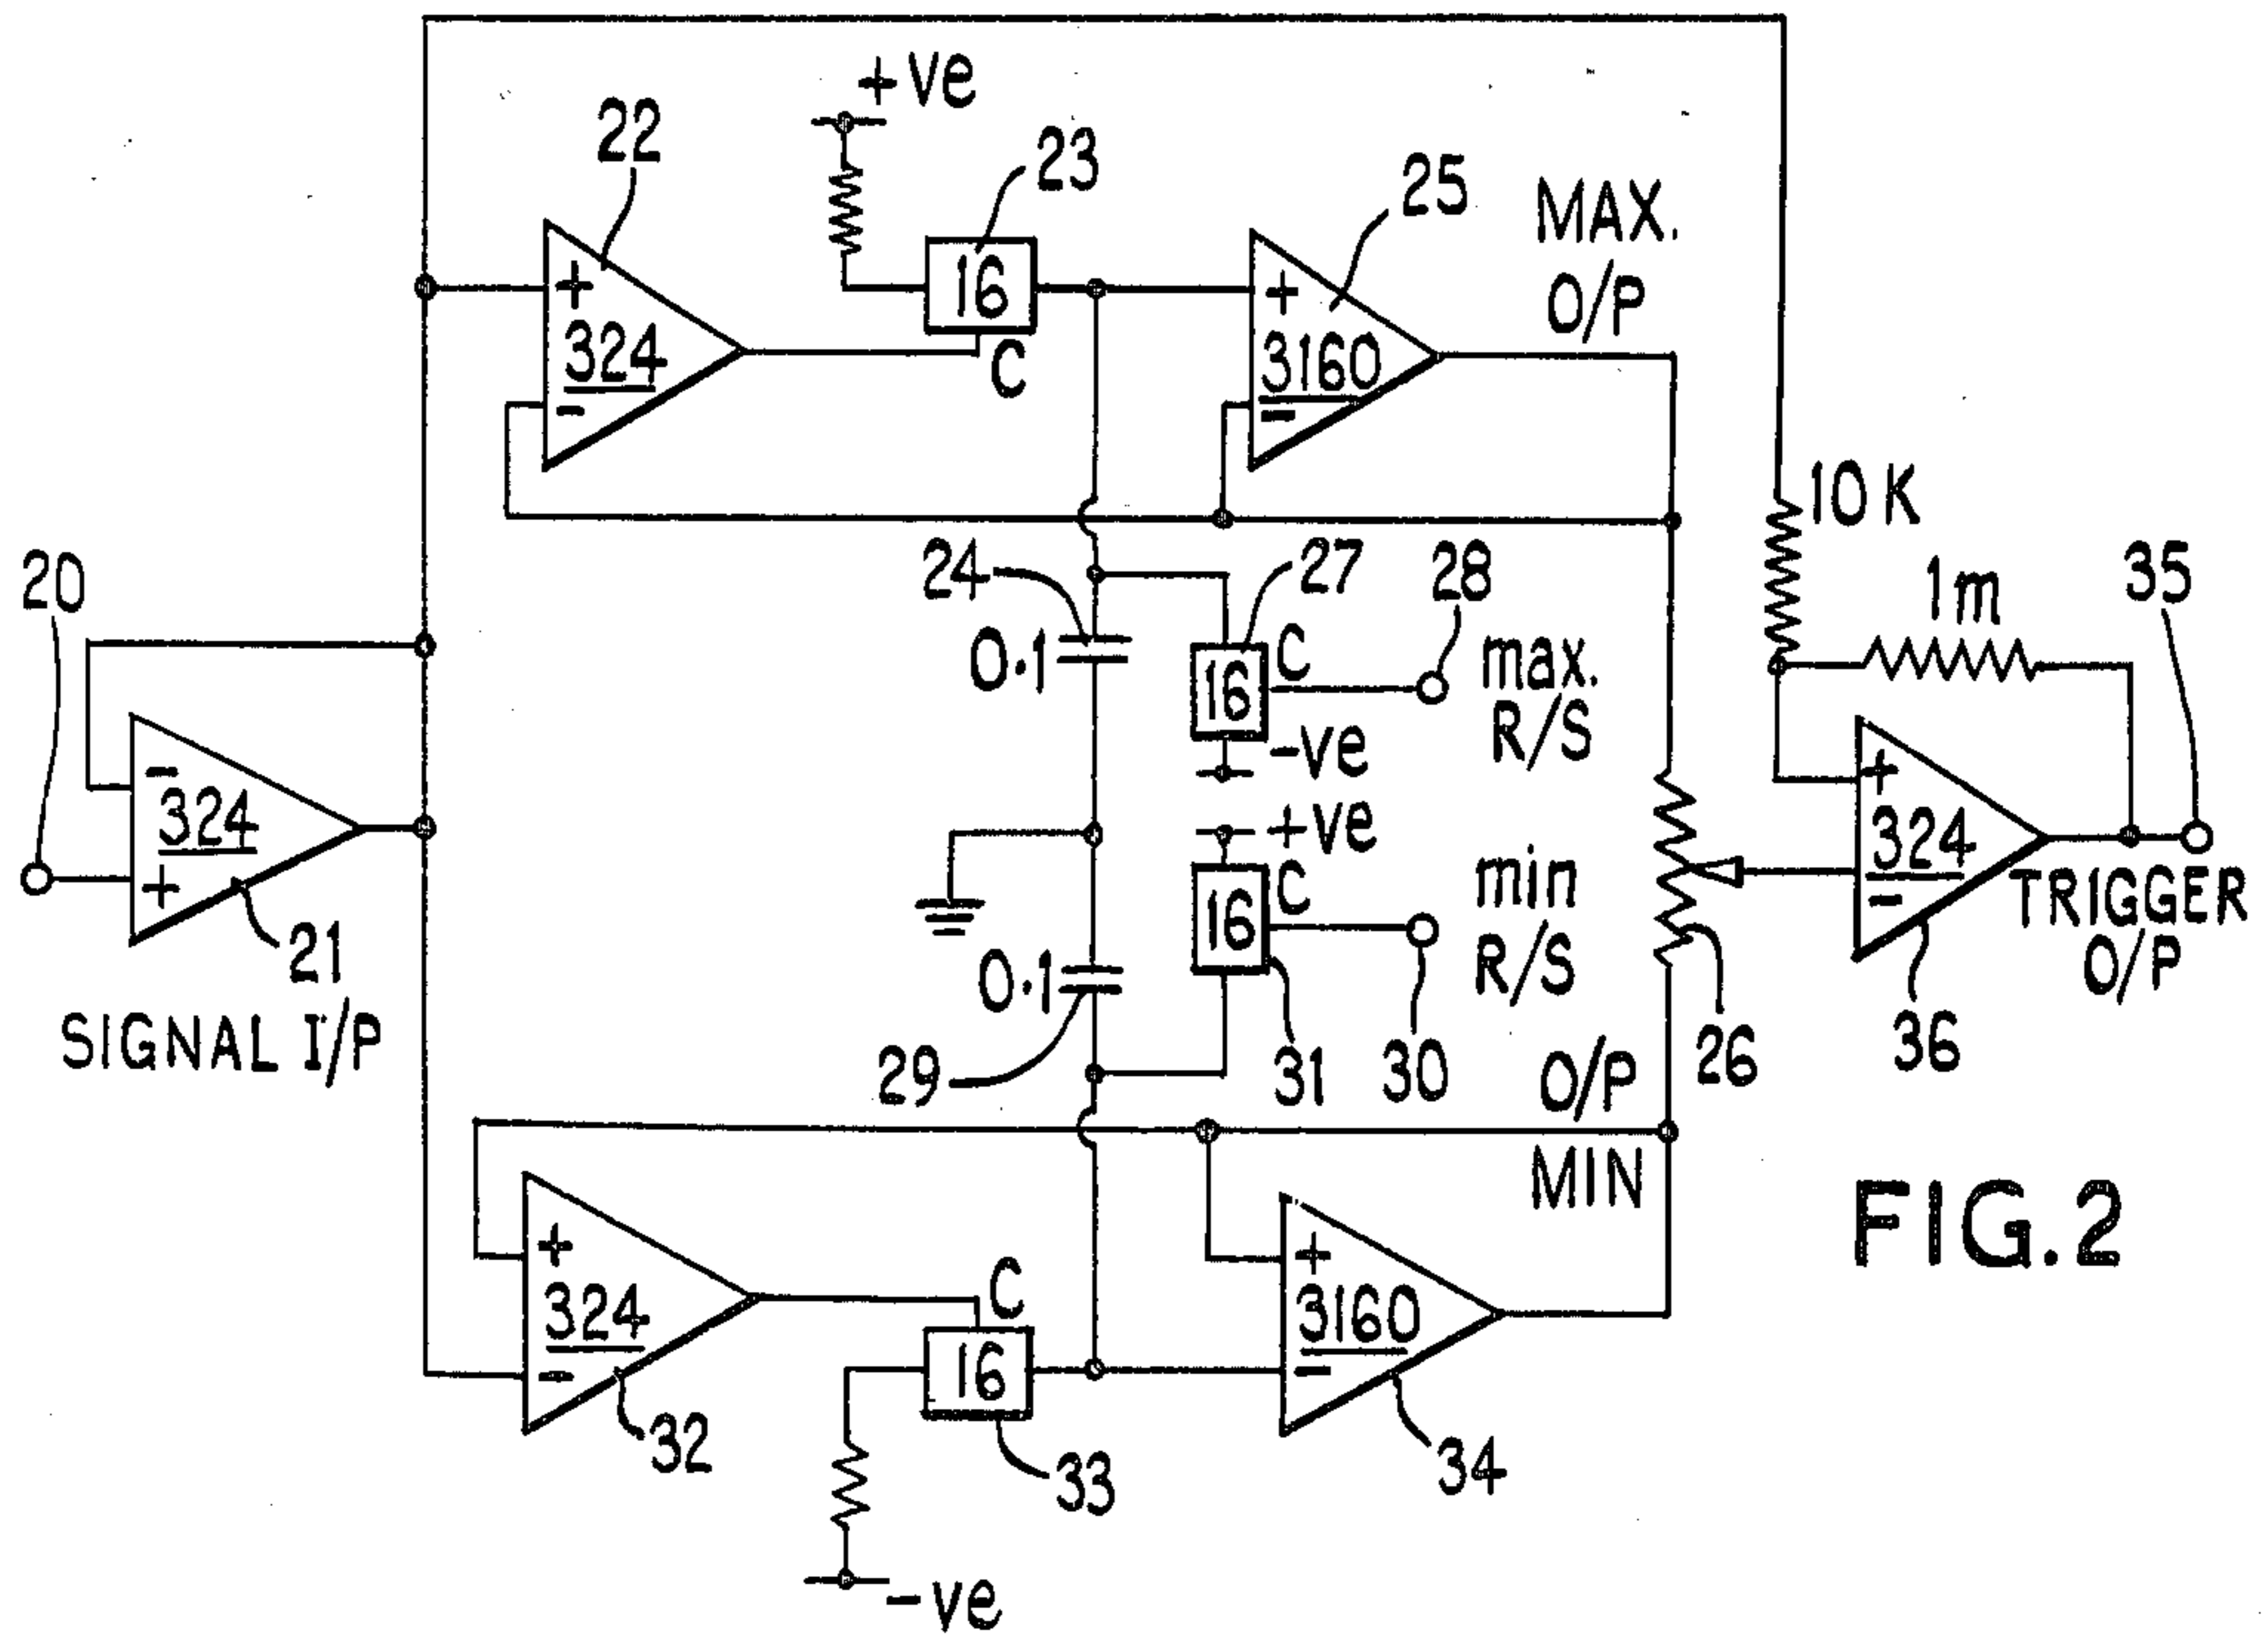 +ve
22
23
25
MAX.
O/P
+
324
-
16
C
+
3160
-
10 K
1m
35
20
24
0.1
27
28
16
C
max.
R/S
-ve
-
324
+
21
SIGNAL I/P
+ve
16
C
min
R/S
0.1
29
31
30
O/P
MIN
26
+
324
-
36
TRIGGER
O/P
+
324
-
32
C
16
33
+
3160
-
34
-ve
FIG.2